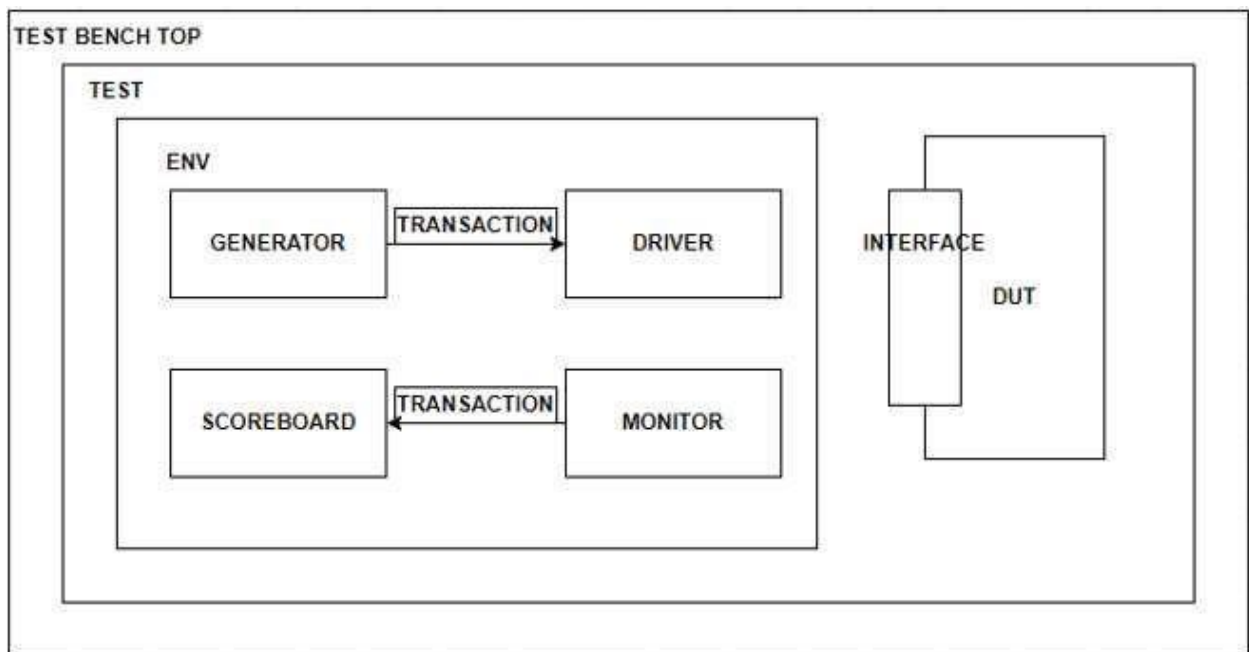 TEST BENCH TOP
TEST
ENV
GENERATOR
TRANSACTION
DRIVER
INTERFACE
DUT
SCOREBOARD
TRANSACTION
MONITOR